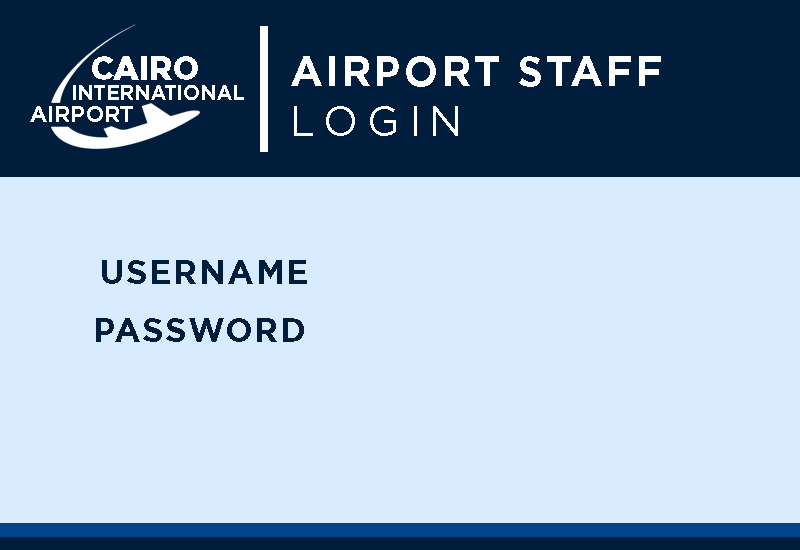 CAIRO
INTERNATIONAL
AIRPORT
AIRPORT STAFF
LOGIN
USERNAME
PASSWORD